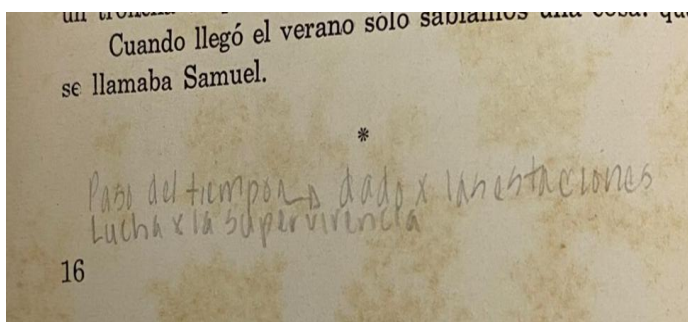 Cuando llegó el verano sólo sabíamos una cosa: que
se llamaba Samuel.
*
Paso del tiempo → dado x las estaciones
Lucha x la supervivencia
16